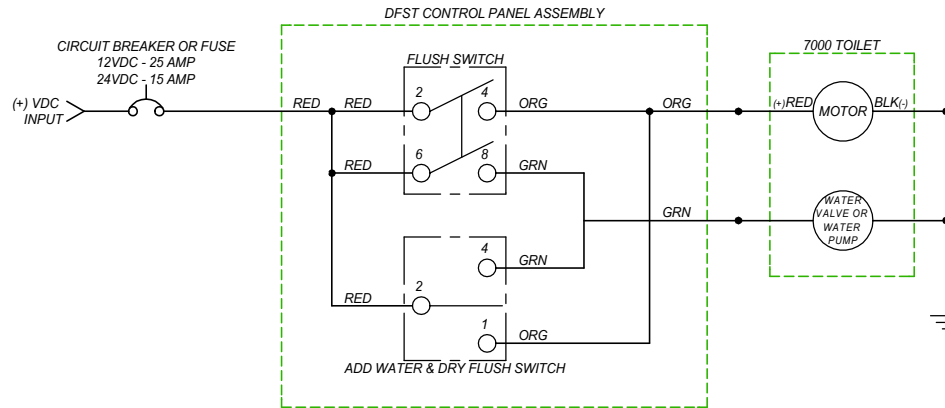 DFST CONTROL PANEL ASSEMBLY
CIRCUIT BREAKER OR FUSE
12VDC - 25 AMP
24VDC - 15 AMP
FLUSH SWITCH
7000 TOILET
(+) VDC
INPUT
RED
RED
2
4
ORG
ORG
(+)RED
MOTOR
BLK(-)
RED
6
8
GRN
GRN
WATER
VALVE OR
WATER
PUMP
4
GRN
RED
2
1
ORG
ADD WATER & DRY FLUSH SWITCH